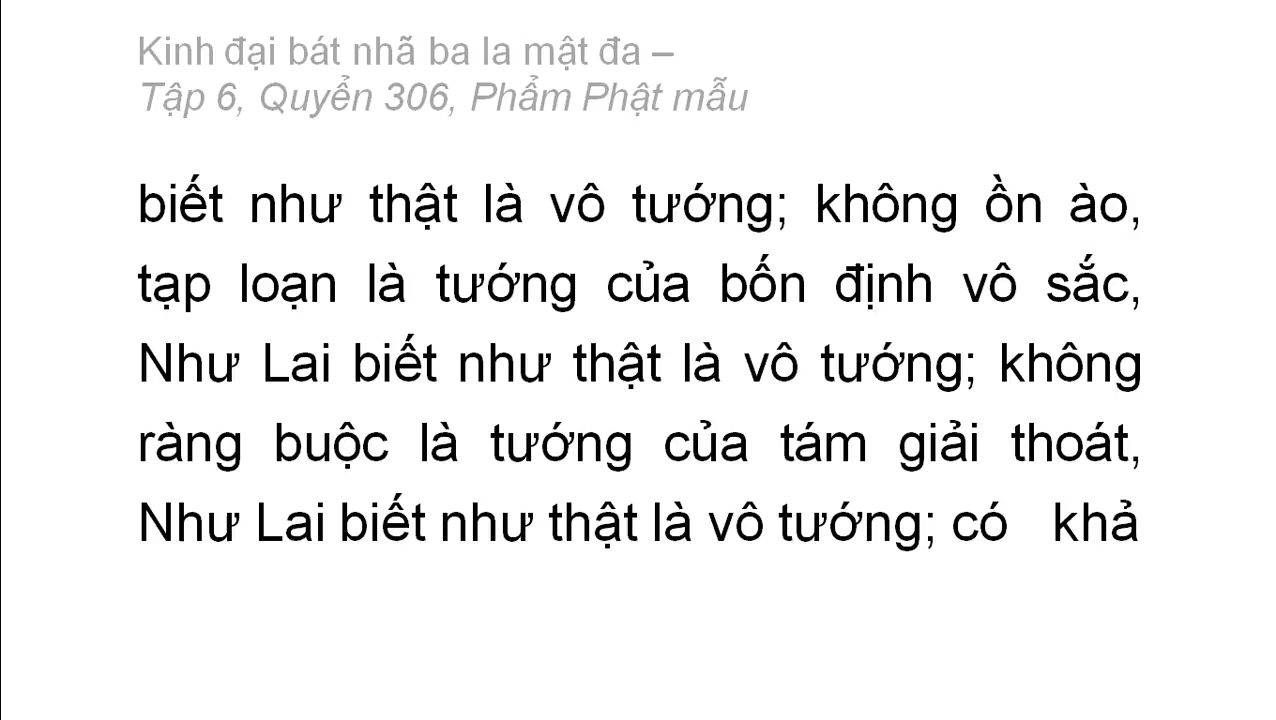 Kinh đại bát nhã ba la mật đa –
Tập 6, Quyển 306, Phẩm Phật mẫu
biết như thật là vô tướng; không ồn ào,
tạp loạn là tướng của bốn định vô sắc,
Như Lai biết như thật là vô tướng; không
ràng buộc là tướng của tám giải thoát,
Như Lai biết như thật là vô tướng; có khả